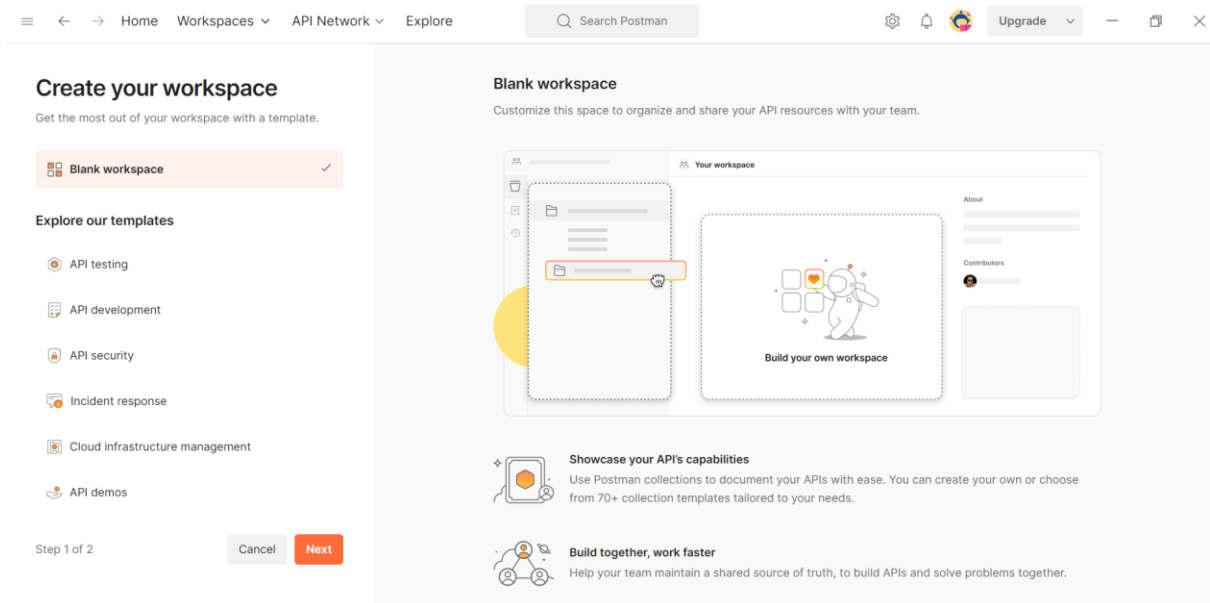 Home Workspaces API Network Explore Search Postman Upgrade
Create your workspace
Get the most out of your workspace with a template.
Blank workspace
Explore our templates
API testing
API development
API security
Incident response
Cloud infrastructure management
API demos
Step 1 of 2 Cancel Next
Blank workspace
Customize this space to organize and share your API resources with your team.
Your workspace
About
Contributors
Build your own workspace
Showcase your API's capabilities
Use Postman collections to document your APIs with ease. You can create your own or choose
from 70+ collection templates tailored to your needs.
Build together, work faster
Help your team maintain a shared source of truth, to build APIs and solve problems together.